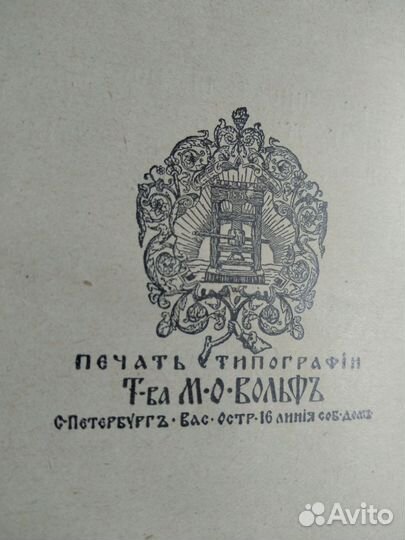 ПЕЧАТЬ ТИПОГРАФІИ
Т-ва М·О·ВОЛЬФЪ
С-ПЕТЕРБУРГЪ·ВАС·ОСТР·16 ЛИНІЯ СОБ·ДОМЪ
Avito